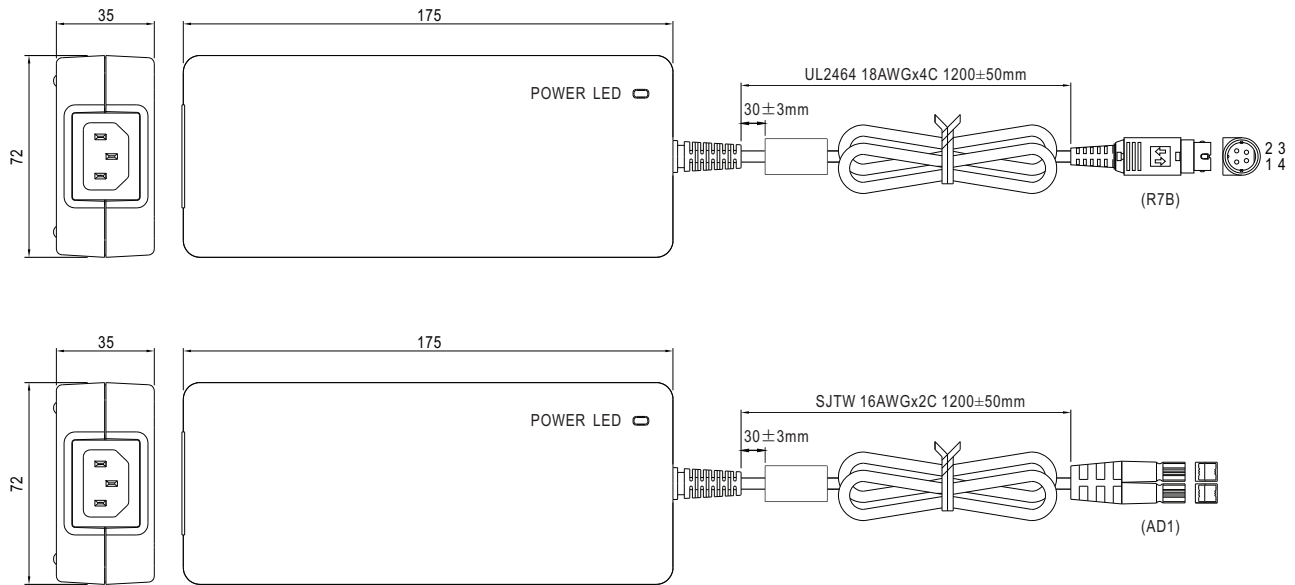 35
175
72
POWER LED
UL2464 18AWGx4C 1200±50mm
30±3mm
2 3
1 4
(R7B)
35
175
72
POWER LED
SJTW 16AWGx2C 1200±50mm
30±3mm
(AD1)